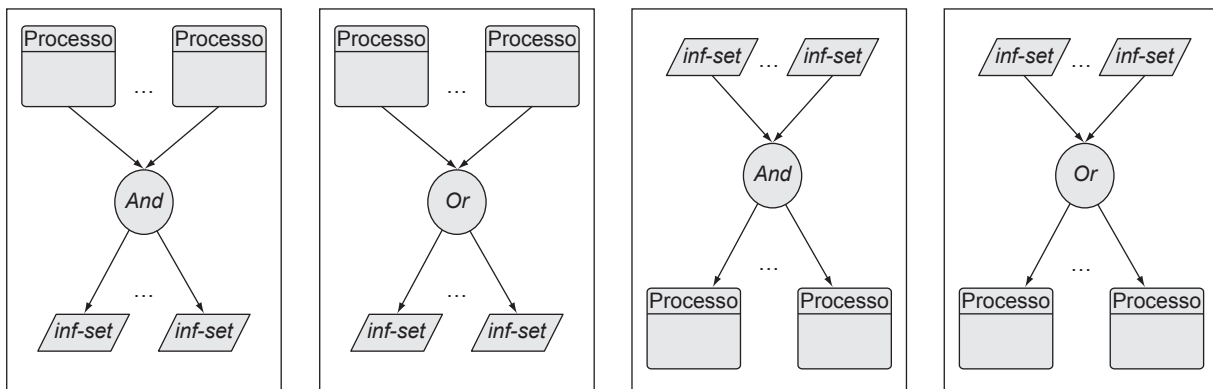 Processo
Processo
...
And
...
inf-set
inf-set
Processo
Processo
...
Or
...
inf-set
inf-set
inf-set
...
inf-set
And
...
Processo
Processo
inf-set
...
inf-set
Or
...
Processo
Processo